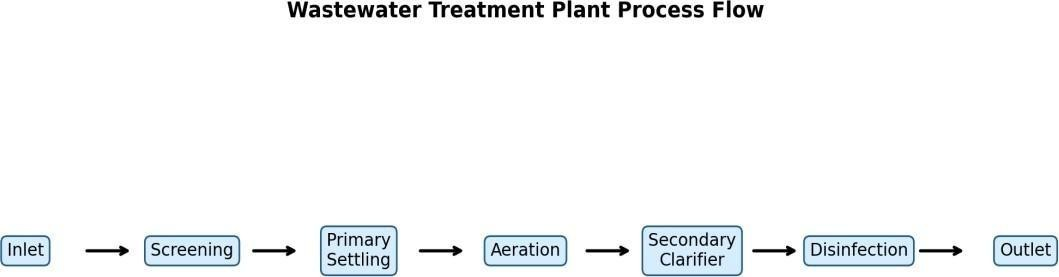 Wastewater Treatment Plant Process Flow
Inlet
Screening
Primary
Settling
Aeration
Secondary
Clarifier
Disinfection
Outlet